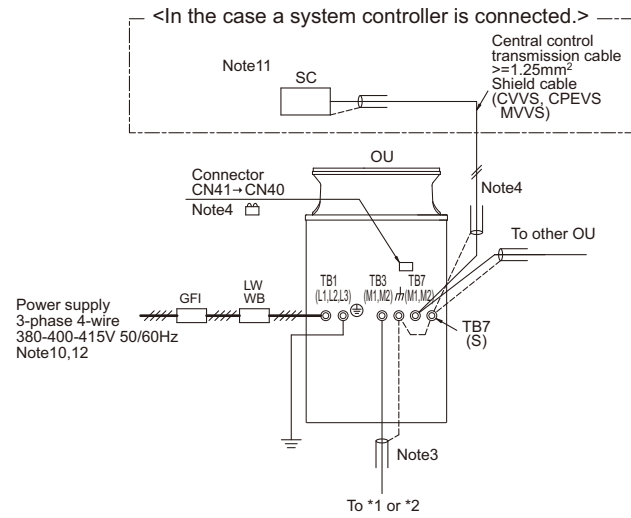 <In the case a system controller is connected.>
Central control
transmission cable
>=1.25mm²
Shield cable
(CVVS, CPEVS
MVVS)
Note11
SC
OU
Connector
CN41→CN40
Note4
Note4
To other OU
TB1
(L1,L2,L3)
TB3
(M1,M2)
TB7
(M1,M2)
LW
WB
GFI
Power supply
3-phase 4-wire
380-400-415V 50/60Hz
Note10,12
TB7
(S)
Note3
To *1 or *2